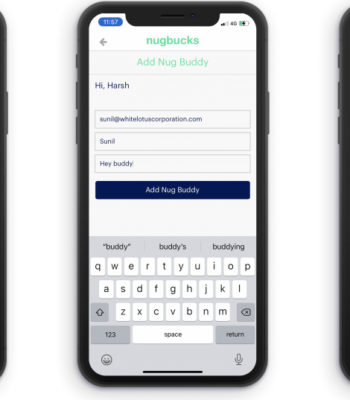 11:57
4G
nugbucks
Add Nug Buddy
Hi, Harsh
sunil@whitelotuscorporation.com
Sunil
Hey buddy
Add Nug Buddy
"buddy" buddy's buddying
q w e r t y u i o p
a s d f g h j k l
z x c v b n m
123 space return